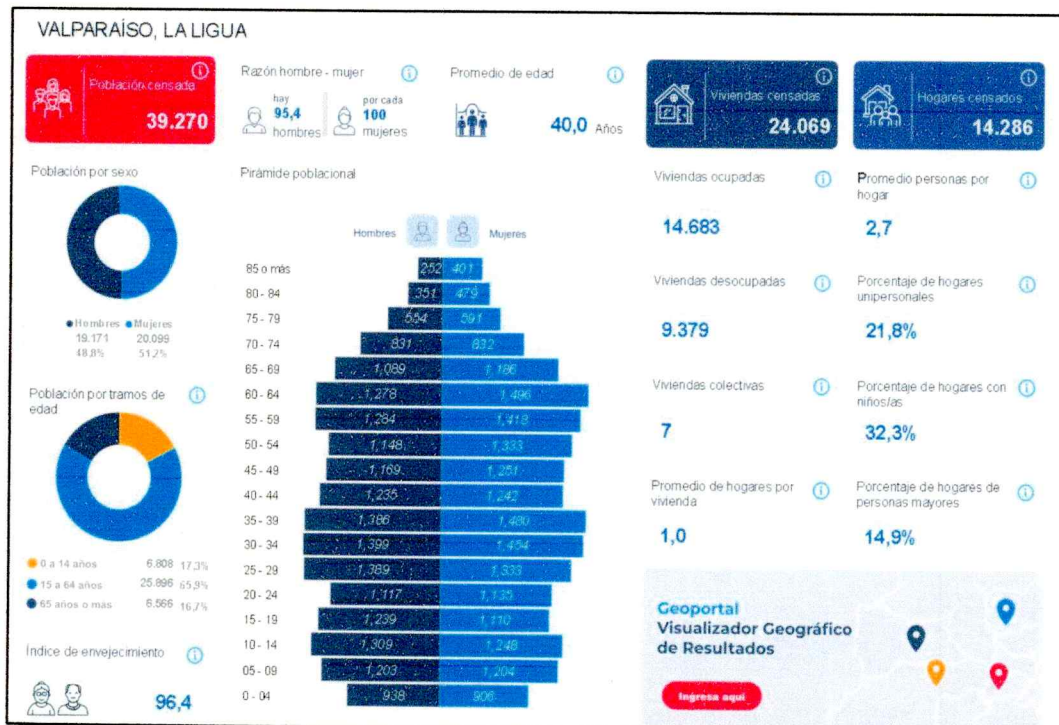 VALPARAÍSO, LA LIGUA
Población censada
39.270
Razón hombre - mujer
hay
95,4
hombres
por cada
100
mujeres
Promedio de edad
40,0 Años
Viviendas censadas
24.069
Hogares censados
14.286
Población por sexo
Hombres Mujeres
19.171 20.099
48,8% 51,2%
Población por tramos de
edad
0 a 14 años 6.808 17,3%
15 a 64 años 25.896 65,9%
65 años o más 6.566 16,7%
Índice de envejecimiento
96,4
Pirámide poblacional
Hombres Mujeres
85 o más 252 401
80 - 84 351 479
75 - 79 554 591
70 - 74 831 832
65 - 69 1,089 1,186
60 - 64 1,278 1,496
55 - 59 1,284 1,418
50 - 54 1,148 1,333
45 - 49 1,169 1,251
40 - 44 1,235 1,242
35 - 39 1,386 1,480
30 - 34 1,399 1,454
25 - 29 1,389 1,333
20 - 24 1,117 1,135
15 - 19 1,239 1,110
10 - 14 1,309 1,248
05 - 09 1,203 1,204
0 - 04 938 906
Viviendas ocupadas
14.683
Promedio personas por
hogar
2,7
Viviendas desocupadas
9.379
Porcentaje de hogares
unipersonales
21,8%
Viviendas colectivas
7
Porcentaje de hogares con
niños/as
32,3%
Promedio de hogares por
vivienda
1,0
Porcentaje de hogares de
personas mayores
14,9%
Geoportal
Visualizador Geográfico
de Resultados
Ingresa aquí